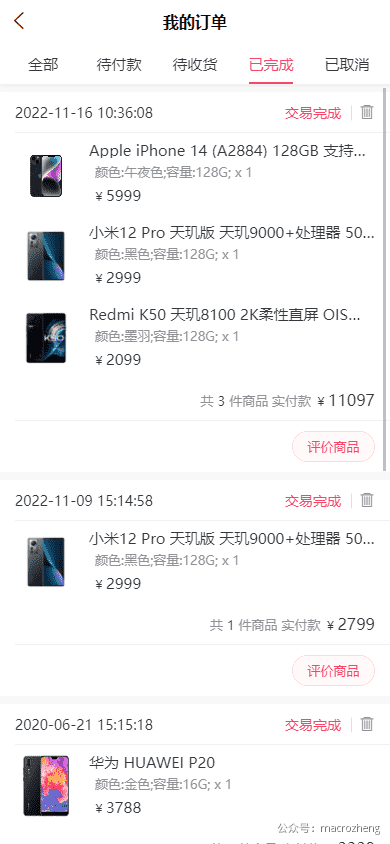 我的订单
全部 待付款 待收货 已完成 已取消
2022-11-16 10:36:08 交易完成
Apple iPhone 14 (A2884) 128GB 支持...
颜色:午夜色;容量:128G; x 1
￥5999
小米12 Pro 天玑版 天玑9000+处理器 50...
颜色:黑色;容量:128G; x 1
￥2999
Redmi K50 天玑8100 2K柔性直屏 OIS...
颜色:墨羽;容量:128G; x 1
￥2099
共 3 件商品 实付款 ￥11097
评价商品
2022-11-09 15:14:58 交易完成
小米12 Pro 天玑版 天玑9000+处理器 50...
颜色:黑色;容量:128G; x 1
￥2999
共 1 件商品 实付款 ￥2799
评价商品
2020-06-21 15:15:18 交易完成
华为 HUAWEI P20
颜色:金色;容量:16G; x 1
￥3788
公众号：macrozheng